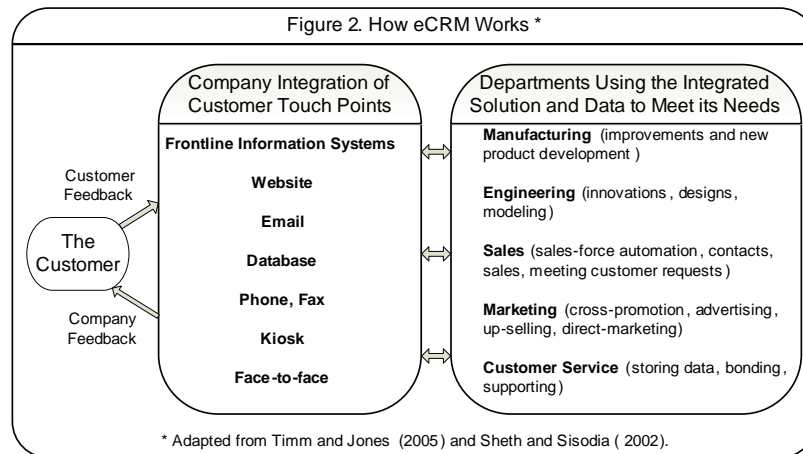 Figure 2. How eCRM Works *
Company Integration of
Customer Touch Points
Frontline Information Systems
Website
Email
Database
Phone, Fax
Kiosk
Face-to-face
Departments Using the Integrated
Solution and Data to Meet its Needs
Manufacturing (improvements and new
product development )
Engineering (innovations, designs,
modeling)
Sales (sales-force automation, contacts,
sales, meeting customer requests)
Marketing (cross-promotion, advertising,
up-selling, direct-marketing)
Customer Service (storing data, bonding,
supporting)
Customer
Feedback
The
Customer
Company
Feedback
* Adapted from Timm and Jones (2005) and Sheth and Sisodia ( 2002).